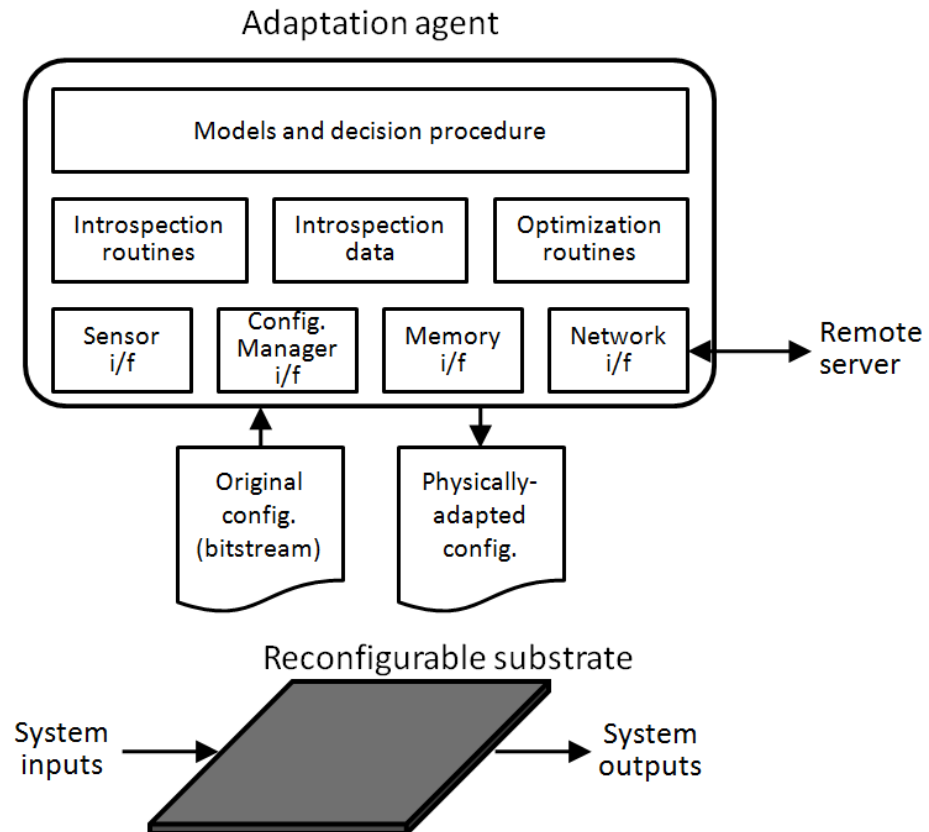 Adaptation agent
Models and decision procedure
Introspection
routines
Introspection
data
Optimization
routines
Sensor
i/f
Config.
Manager
i/f
Memory
i/f
Network
i/f
Remote
server
Original
config.
(bitstream)
Physically-
adapted
config.
Reconfigurable substrate
System
inputs
System
outputs